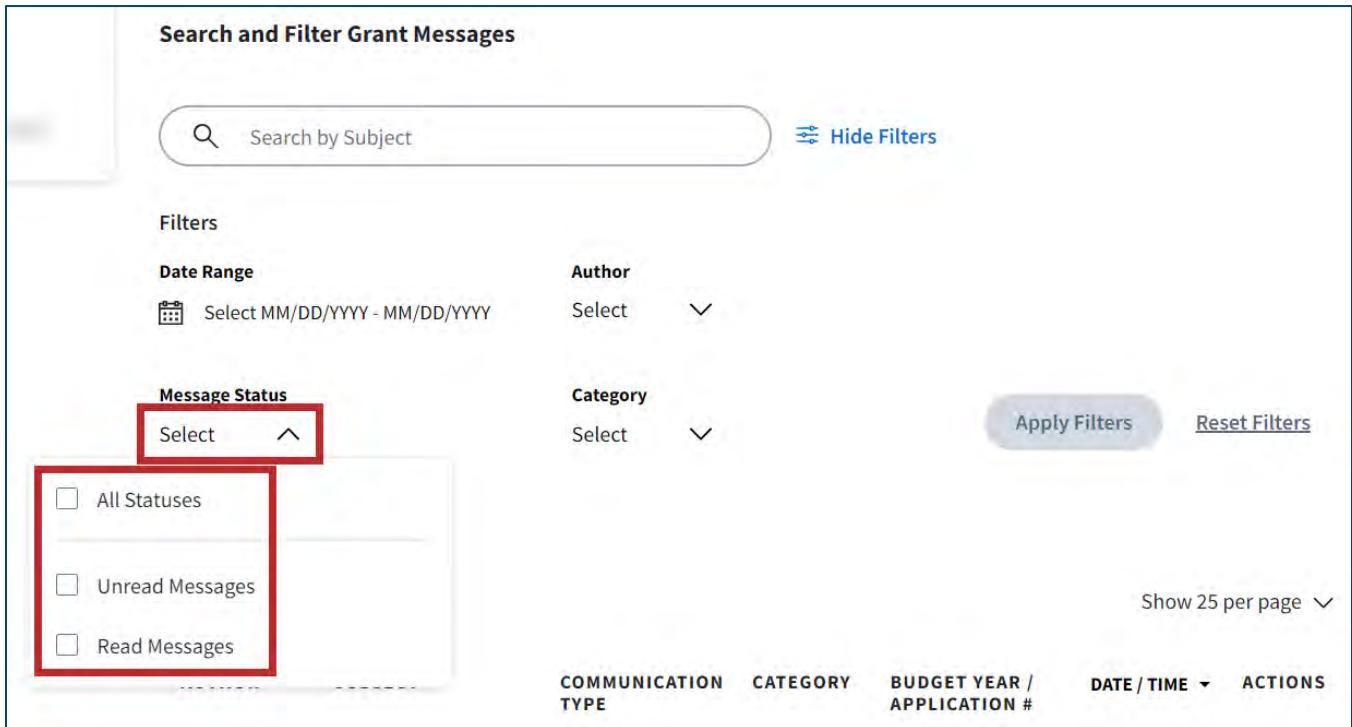 Search and Filter Grant Messages
Search by Subject
Hide Filters
Filters
Date Range
Author
Select MM/DD/YYYY - MM/DD/YYYY
Select
Message Status
Category
Select
Select
Apply Filters
Reset Filters
All Statuses
Unread Messages
Read Messages
Show 25 per page
COMMUNICATION TYPE
CATEGORY
BUDGET YEAR / APPLICATION #
DATE / TIME
ACTIONS